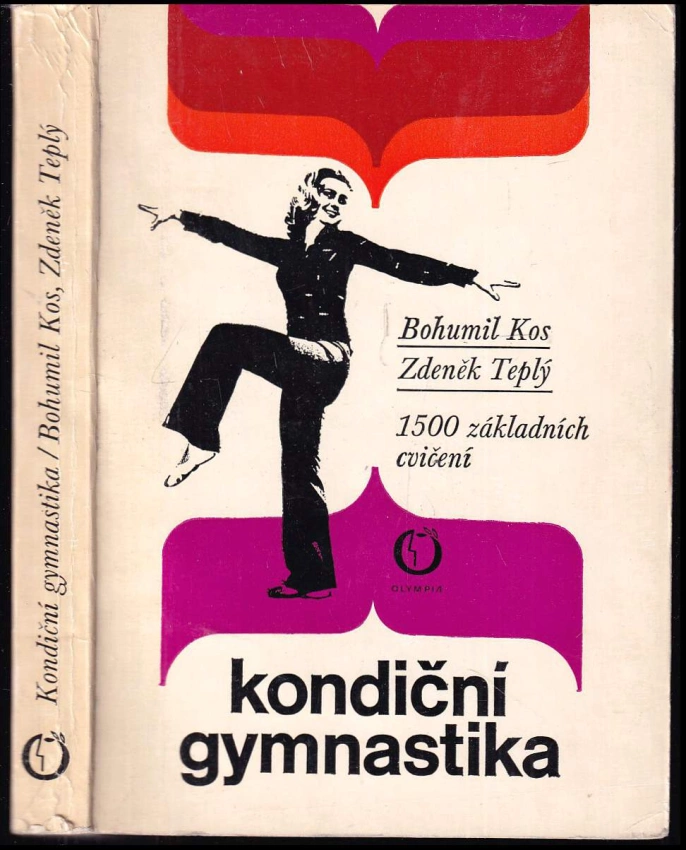 Kondiční gymnastika / Bohumil Kos, Zdeněk Teplý
Bohumil Kos
Zdeněk Teplý
1500 základních
cvičení
OLYMPIA
kondiční
gymnastika